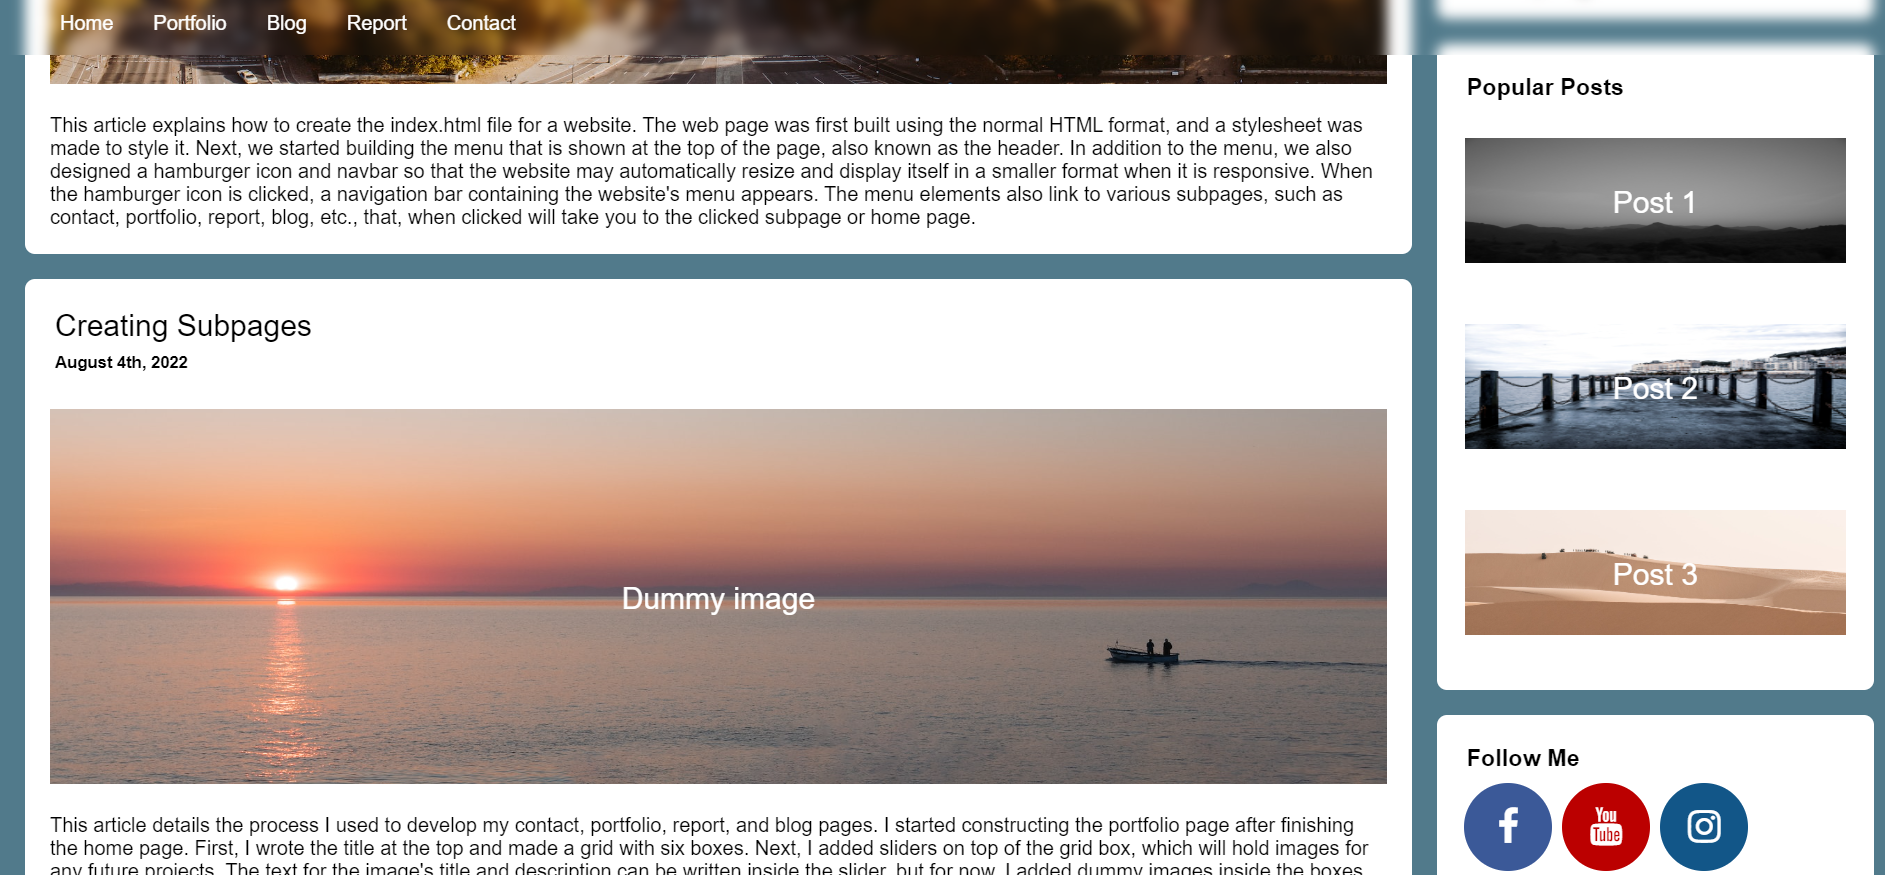 Home Portfolio Blog Report Contact
This article explains how to create the index.html file for a website. The web page was first built using the normal HTML format, and a stylesheet was
made to style it. Next, we started building the menu that is shown at the top of the page, also known as the header. In addition to the menu, we also
designed a hamburger icon and navbar so that the website may automatically resize and display itself in a smaller format when it is responsive. When
the hamburger icon is clicked, a navigation bar containing the website's menu appears. The menu elements also link to various subpages, such as
contact, portfolio, report, blog, etc., that, when clicked will take you to the clicked subpage or home page.
Creating Subpages
August 4th, 2022
Dummy image
This article details the process I used to develop my contact, portfolio, report, and blog pages. I started constructing the portfolio page after finishing
the home page. First, I wrote the title at the top and made a grid with six boxes. Next, I added sliders on top of the grid box, which will hold images for
any future projects. The text for the image's title and description can be written inside the slider, but for now, I added dummy images inside the boxes.
Popular Posts
Post 1
Post 2
Post 3
Follow Me
f
You
Tube